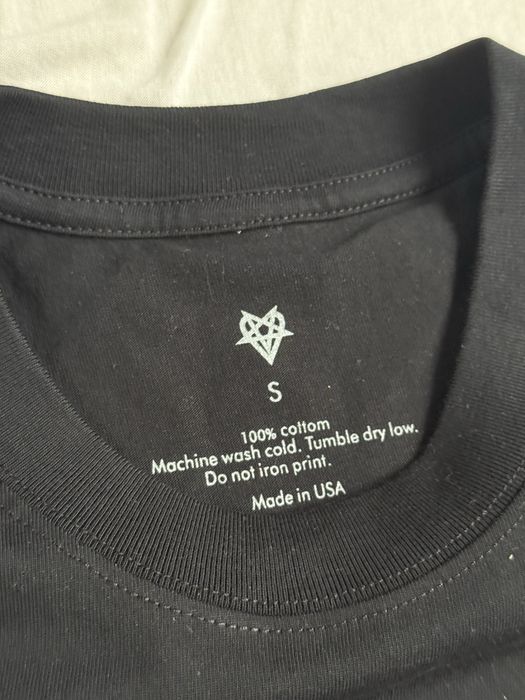 S
100% cottom
Machine wash cold. Tumble dry low.
Do not iron print.
Made in USA